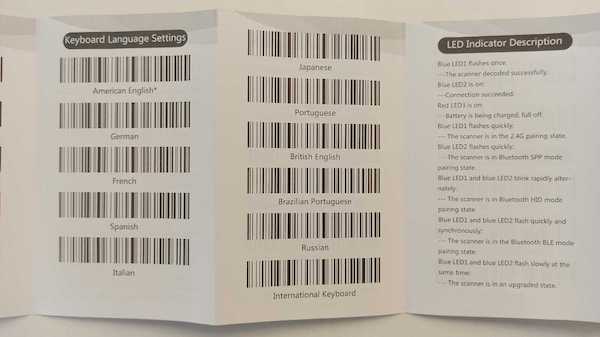 Keyboard Language Settings
American English*
German
French
Spanish
Italian
Japanese
Portuguese
British English
Brazilian Portuguese
Russian
International Keyboard
LED Indicator Description
Blue LED1 flashes once.
---The scanner decoded successfully.
Blue LED2 is on:
---Connection succeeded.
Red LED3 is on:
---Battery is being charged, full off.
Blue LED1 flashes quickly:
--- The scanner is in the 2.4G pairing state.
Blue LED2 flashes quickly:
--- The scanner is in Bluetooth SPP mode
pairing state.
Blue LED1 and blue LED2 blink rapidly alter-
nately:
--- The scanner is in Bluetooth HID mode
pairing state
Blue LED1 and blue LED2 flash quickly and
synchronously:
--- The scanner is in the Bluetooth BLE mode
pairing state.
Blue LED1 and blue LED2 flash slowly at the
same time:
--- The scanner is in an upgraded state.